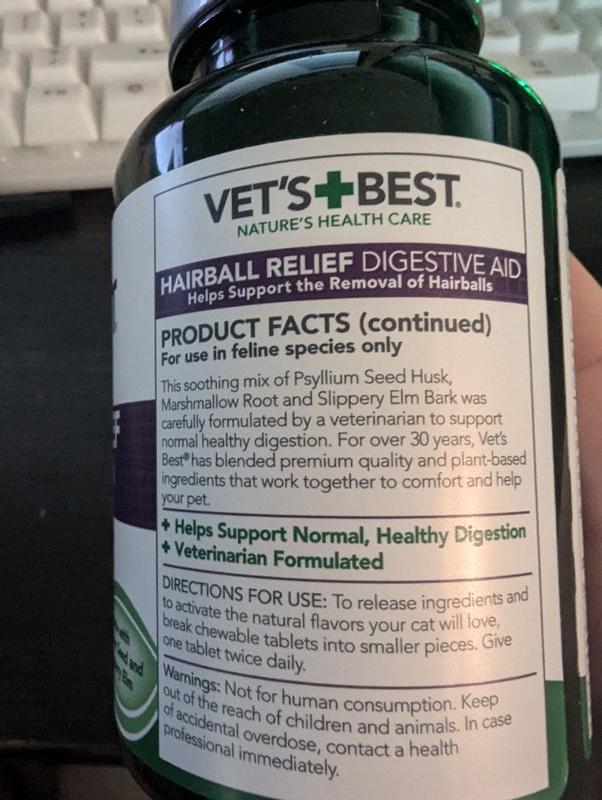 VET'S+BEST®
NATURE'S HEALTH CARE
HAIRBALL RELIEF DIGESTIVE AID
Helps Support the Removal of Hairballs
PRODUCT FACTS (continued)
For use in feline species only
This soothing mix of Psyllium Seed Husk,
Marshmallow Root and Slippery Elm Bark was
carefully formulated by a veterinarian to support
normal healthy digestion. For over 30 years, Vet's
Best® has blended premium quality and plant-based
ingredients that work together to comfort and help
your pet.
+ Helps Support Normal, Healthy Digestion
+ Veterinarian Formulated
DIRECTIONS FOR USE: To release ingredients and
to activate the natural flavors your cat will love,
break chewable tablets into smaller pieces. Give
one tablet twice daily.
Warnings: Not for human consumption. Keep
out of the reach of children and animals. In case
of accidental overdose, contact a health
professional immediately.